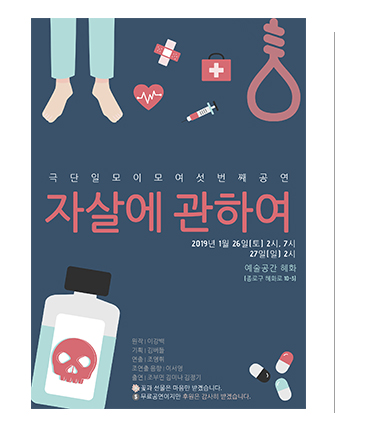 극단일모이모여섯번째공연
자살에 관하여
2019년 1월 26일[토] 2시, 7시
27일[일] 2시
예술공간 혜화
[종로구 혜화로 10-5]
원작 | 이강백
기획 | 김버들
연출 | 조영휘
조연출·음향 | 이서영
출연 | 조부연 김미나 김광기
꽃과 선물은 마음만 받겠습니다.
$ 무료공연이지만 후원은 감사히 받겠습니다.